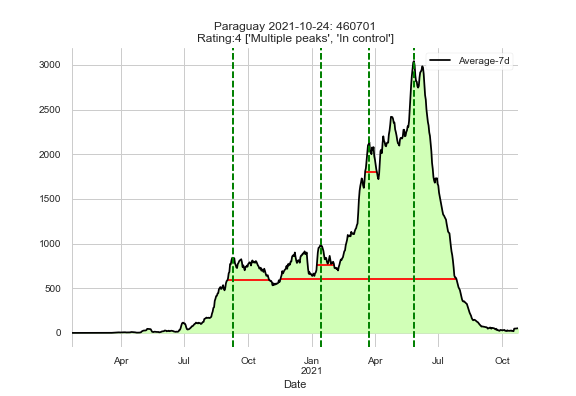 Paraguay 2021-10-24: 460701
Rating:4 ['Multiple peaks', 'In control']
Average-7d
3000
2500
2000
1500
1000
500
0
Apr Jul Oct Jan Apr Jul Oct
2021
Date